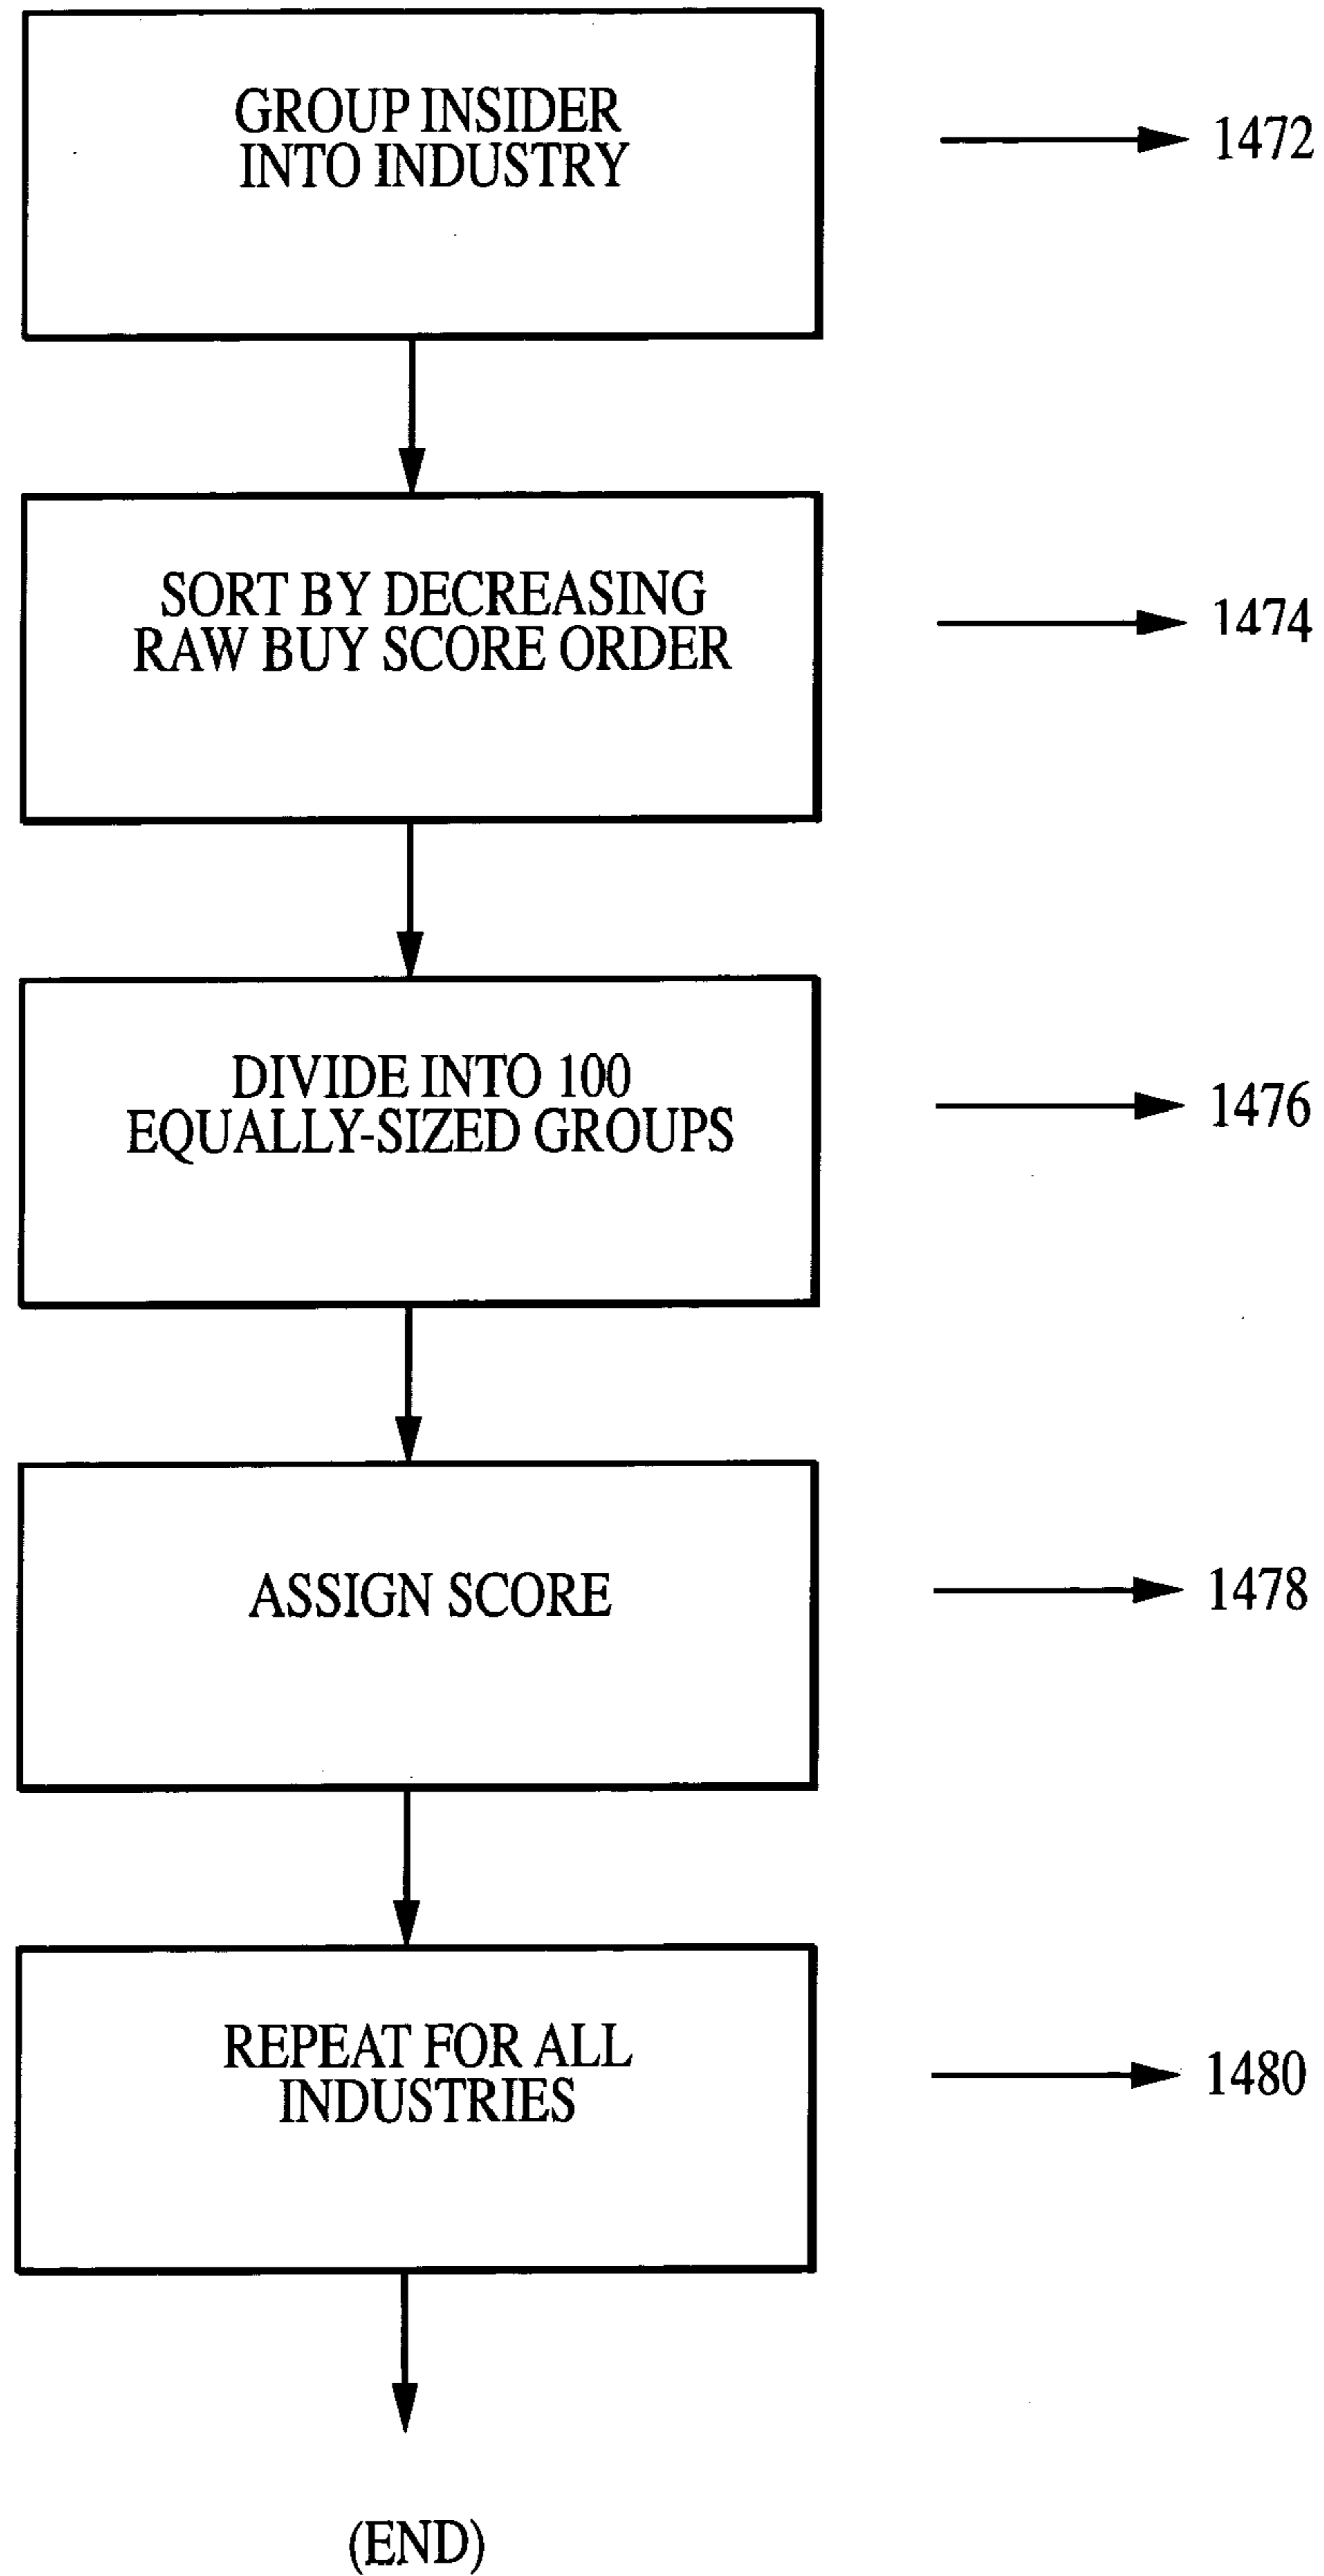 GROUP INSIDER
INTO INDUSTRY
1472
SORT BY DECREASING
RAW BUY SCORE ORDER
1474
DIVIDE INTO 100
EQUALLY-SIZED GROUPS
1476
ASSIGN SCORE
1478
REPEAT FOR ALL
INDUSTRIES
1480
(END)